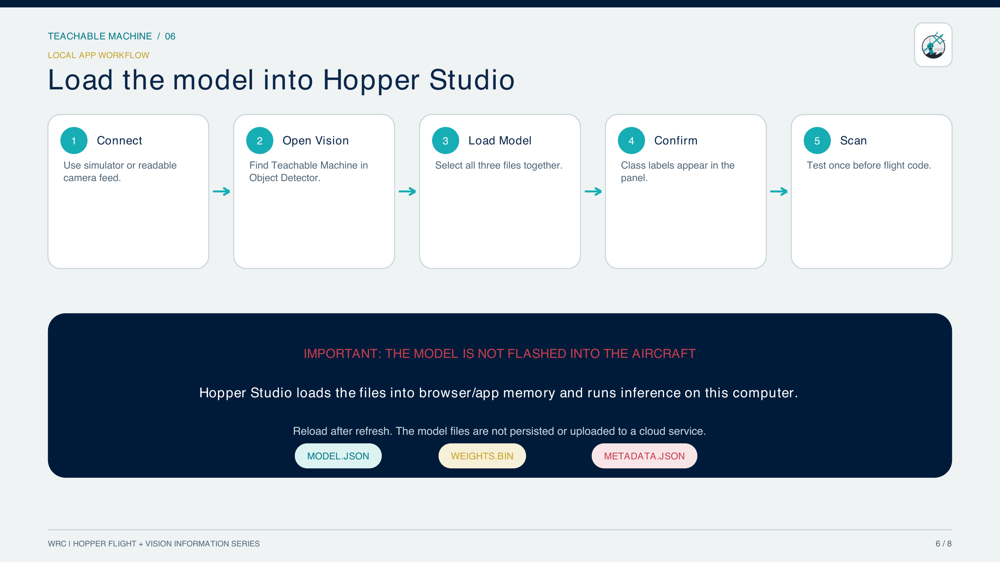 TEACHABLE MACHINE / 06
LOCAL APP WORKFLOW
Load the model into Hopper Studio
1 Connect
Use simulator or readable
camera feed.
2 Open Vision
Find Teachable Machine in
Object Detector.
3 Load Model
Select all three files together.
4 Confirm
Class labels appear in the
panel.
5 Scan
Test once before flight code.
IMPORTANT: THE MODEL IS NOT FLASHED INTO THE AIRCRAFT
Hopper Studio loads the files into browser/app memory and runs inference on this computer.
Reload after refresh. The model files are not persisted or uploaded to a cloud service.
MODEL.JSON WEIGHTS.BIN METADATA.JSON
WRC | HOPPER FLIGHT + VISION INFORMATION SERIES
6 / 8